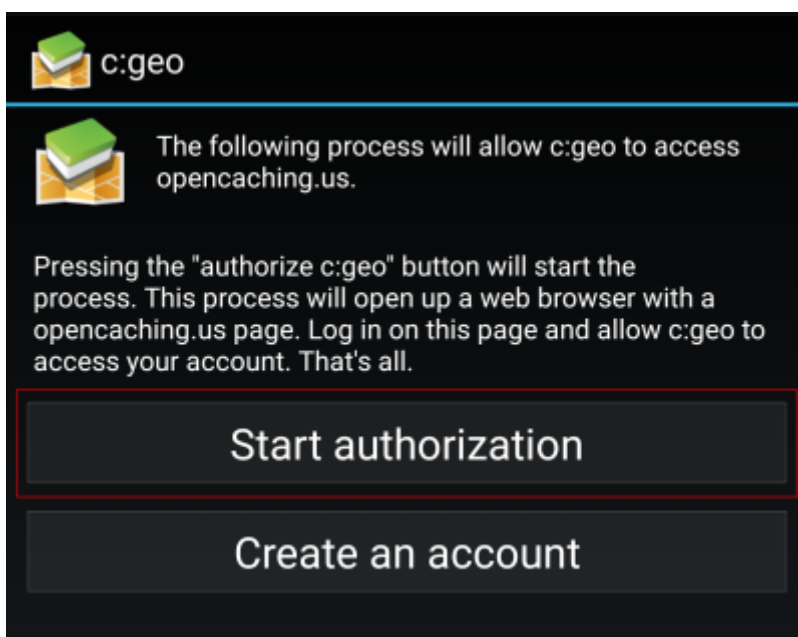 c:geo
The following process will allow c:geo to access
opencaching.us.
Pressing the "authorize c:geo" button will start the
process. This process will open up a web browser with a
opencaching.us page. Log in on this page and allow c:geo to
access your account. That's all.
Start authorization
Create an account